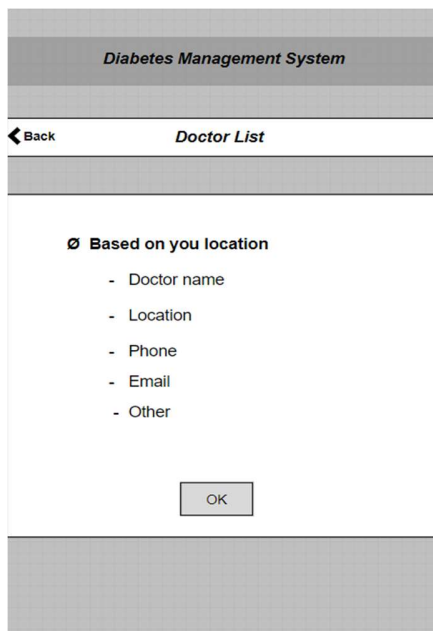 Diabetes Management System
Back Doctor List
Ø Based on you location
- Doctor name
- Location
- Phone
- Email
- Other
OK